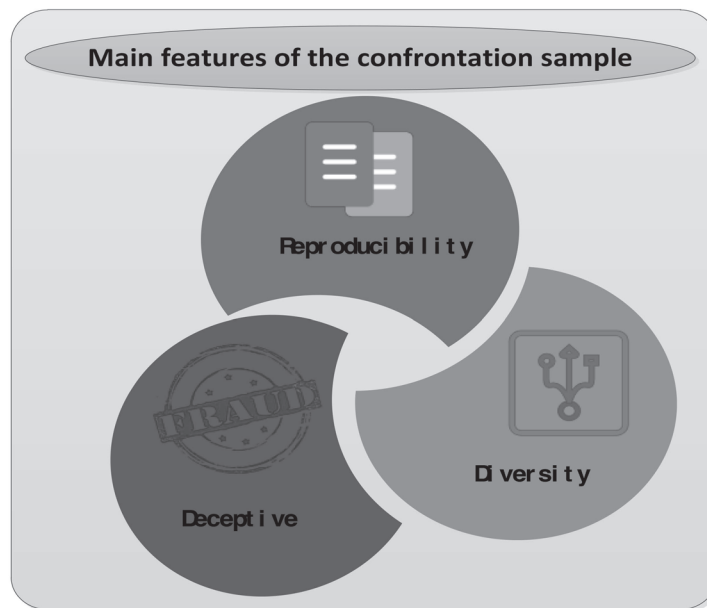 Main features of the confrontation sample
Reproducibility
FRAUD
Diversity
Deceptive